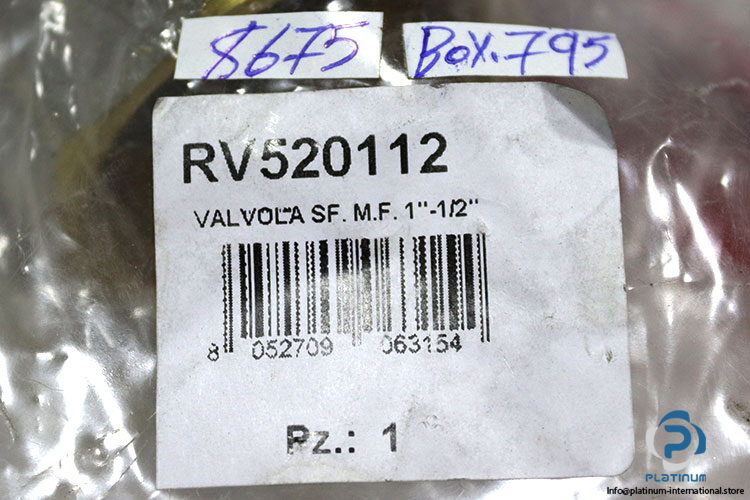 8675
BOX.795
RV520112
VALVOLA SF. M.F. 1"-1/2"
8 052709 063154
Pz.: 1
PLATINUM
Info@platinum-international.store